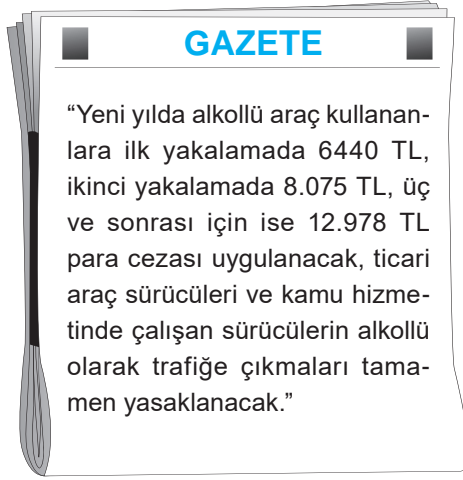 GAZETE
“Yeni yılda alkollü araç kullanan-
lara ilk yakalamada 6440 TL,
ikinci yakalamada 8.075 TL, üç
ve sonrası için ise 12.978 TL
para cezası uygulanacak, ticari
araç sürücüleri ve kamu hizme-
tinde çalışan sürücülerin alkollü
olarak trafiğe çıkmaları tama-
men yasaklanacak.”